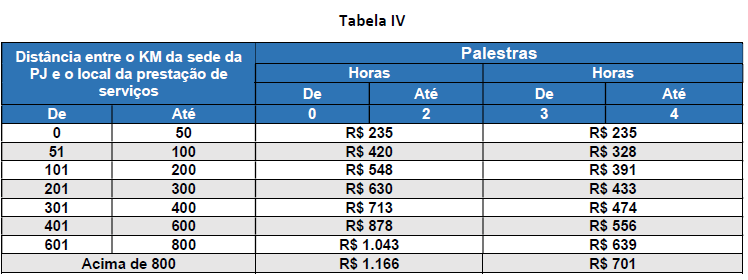 Tabela IV
Distância entre o KM da sede da PJ e o local da prestação de serviços | Palestras
Horas | Horas
De | Até | De | Até
De | Até | 0 | 2 | 3 | 4
0 | 50 | R$ 235 | R$ 235
51 | 100 | R$ 420 | R$ 328
101 | 200 | R$ 548 | R$ 391
201 | 300 | R$ 630 | R$ 433
301 | 400 | R$ 713 | R$ 474
401 | 600 | R$ 878 | R$ 556
601 | 800 | R$ 1.043 | R$ 639
Acima de 800 | R$ 1.166 | R$ 701